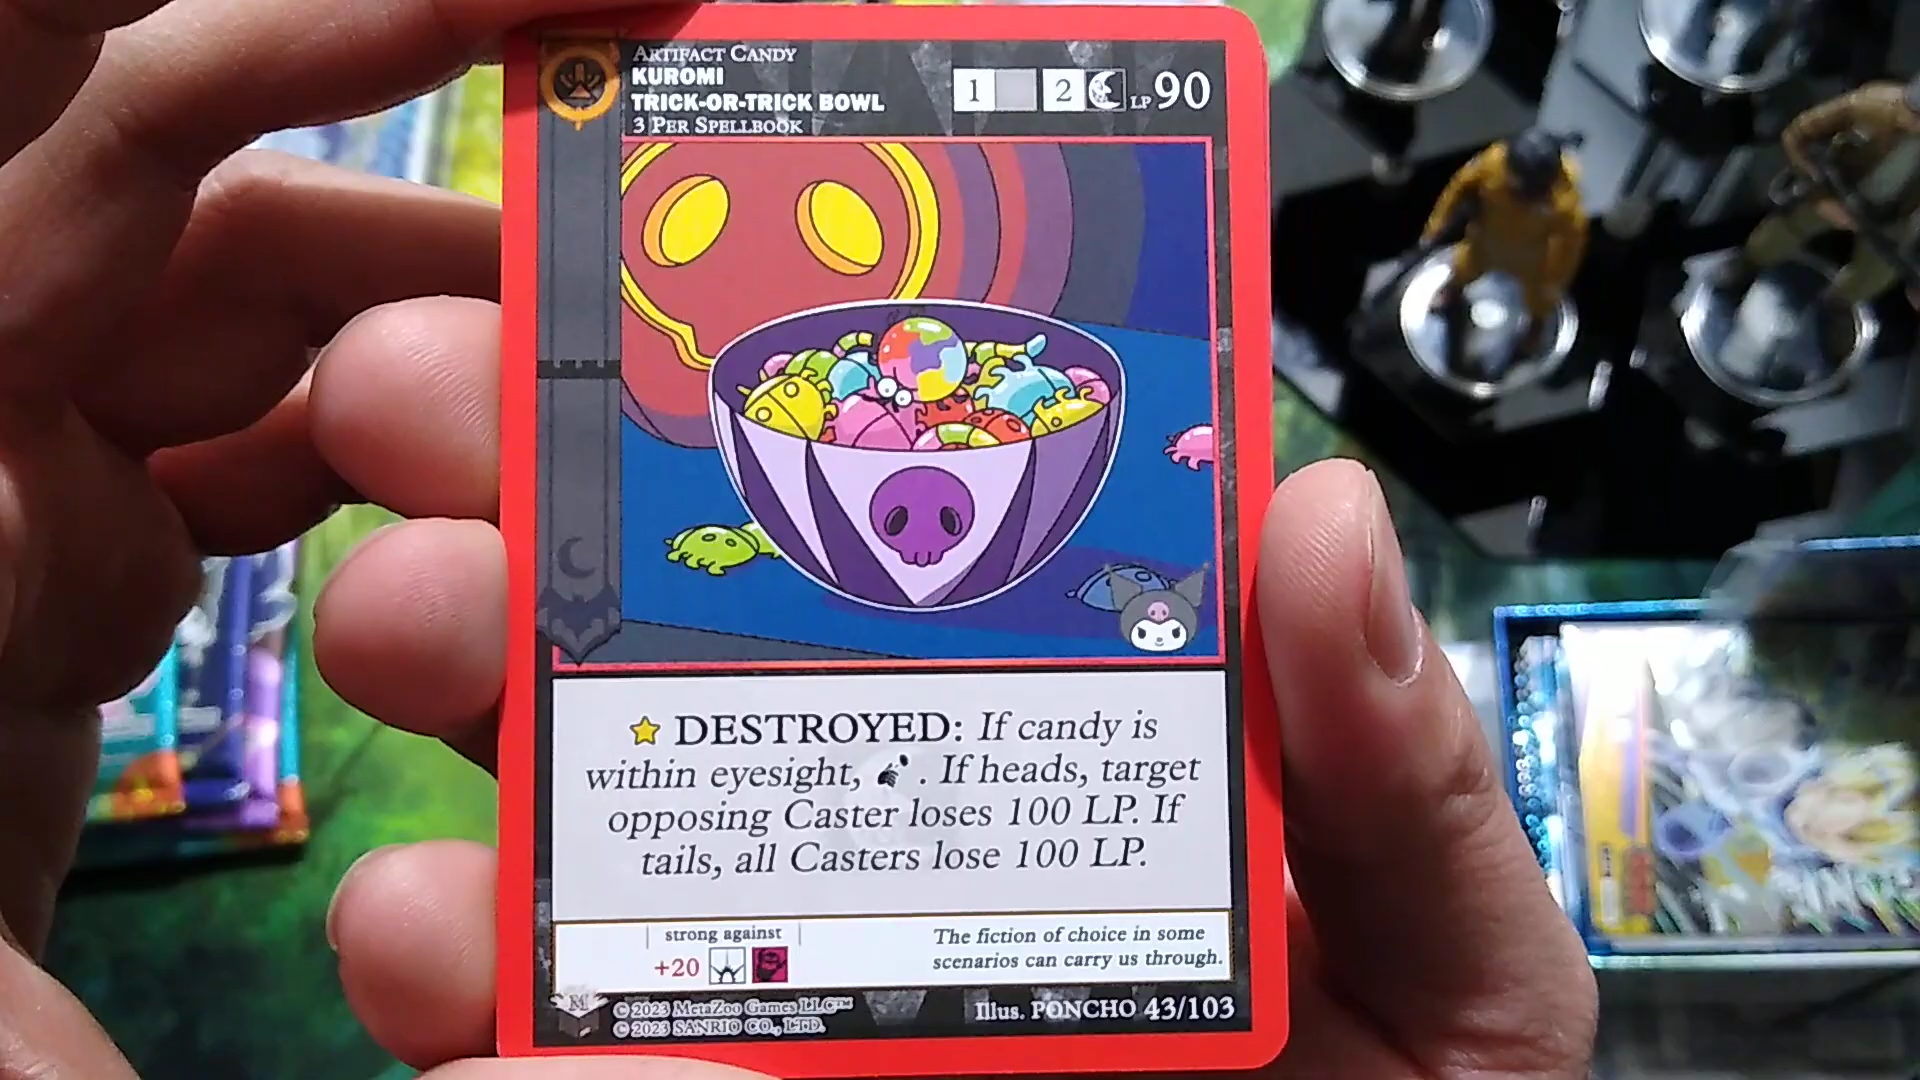 ARTIFACT CANDY
KUROMI
TRICK-OR-TRICK BOWL
3 PER SPELLBOOK
1 2 LP 90
DESTROYED: If candy is
within eyesight, . If heads, target
opposing Caster loses 100 LP. If
tails, all Casters lose 100 LP.
strong against
+20
The fiction of choice in some
scenarios can carry us through.
M
© 2023 MetaZoo Games LLC™
© 2023 SANRIO CO., LTD.
Illus. PONCHO 43/103